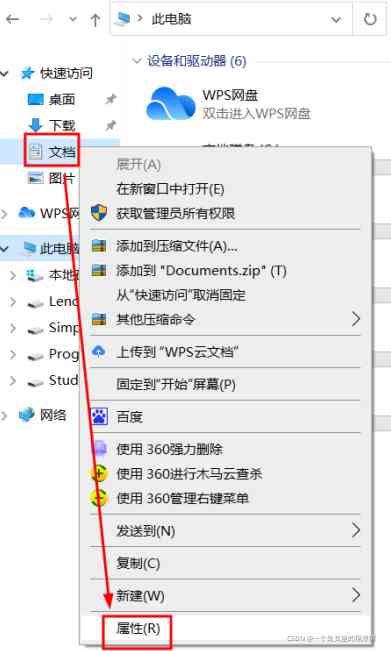 此电脑
快速访问
桌面
下载
文档
图片
WPS网
此电脑
本地
Leno
Simp
Prog
Stud
网络
设备和驱动器 (6)
WPS网盘
双击进入WPS网盘
展开(A)
在新窗口中打开(E)
获取管理员所有权限
添加到压缩文件(A)...
添加到 "Documents.zip" (T)
从"快速访问"取消固定
其他压缩命令
上传到 "WPS云文档"
固定到"开始"屏幕(P)
百度
使用 360强力删除
使用 360进行木马云查杀
使用 360管理右键菜单
发送到(N)
复制(C)
新建(W)
属性(R)